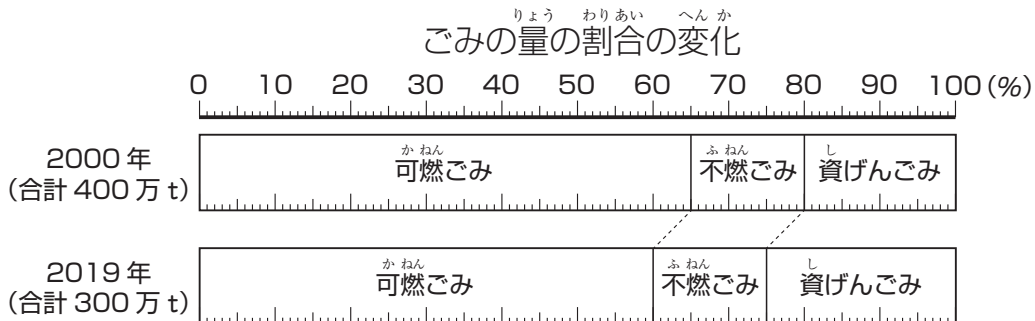 りょう わりあい へん か
ごみの量の割合の変化
0 10 20 30 40 50 60 70 80 90 100 (%)
2000年
(合計400万t)
か ねん ふ ねん し
可燃ごみ 不燃ごみ 資げんごみ
2019年
(合計300万t)
か ねん ふ ねん し
可燃ごみ 不燃ごみ 資げんごみ